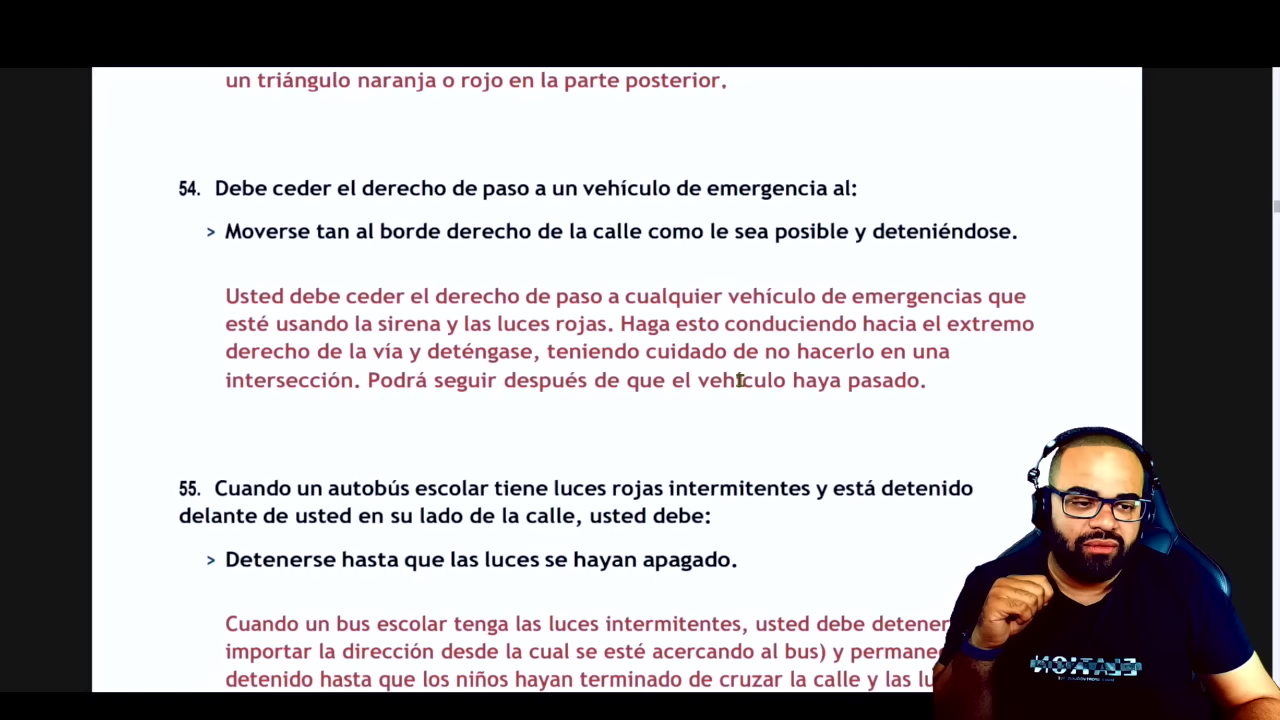 un triángulo naranja o rojo en la parte posterior.
54. Debe ceder el derecho de paso a un vehículo de emergencia al:
> Moverse tan al borde derecho de la calle como le sea posible y deteniéndose.
Usted debe ceder el derecho de paso a cualquier vehículo de emergencias que
esté usando la sirena y las luces rojas. Haga esto conduciendo hacia el extremo
derecho de la vía y deténgase, teniendo cuidado de no hacerlo en una
intersección. Podrá seguir después de que el vehículo haya pasado.
55. Cuando un autobús escolar tiene luces rojas intermitentes y está detenido
delante de usted en su lado de la calle, usted debe:
> Detenerse hasta que las luces se hayan apagado.
Cuando un bus escolar tenga las luces intermitentes, usted debe
importar la dirección desde la cual se esté acercando al bus) y
detenido hasta que los niños hayan terminado de cruzar la calle y las